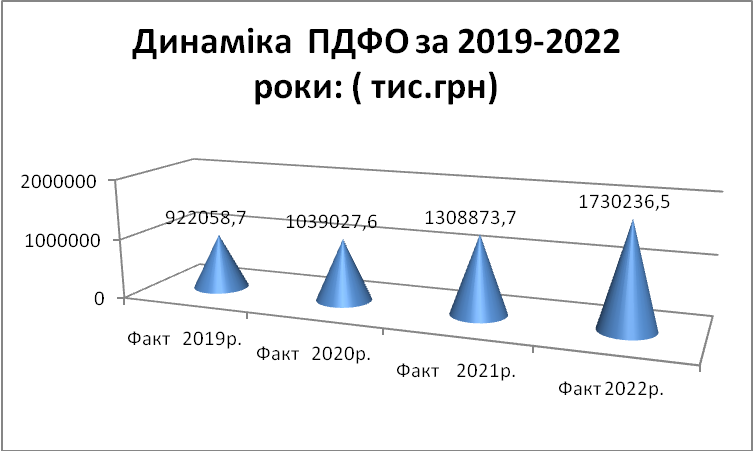 Динаміка ПДФО за 2019-2022
роки: ( тис.грн)
2000000
1000000
0
922058,7
1039027,6
1308873,7
1730236,5
Факт 2019р.
Факт 2020р.
Факт 2021р.
Факт 2022р.